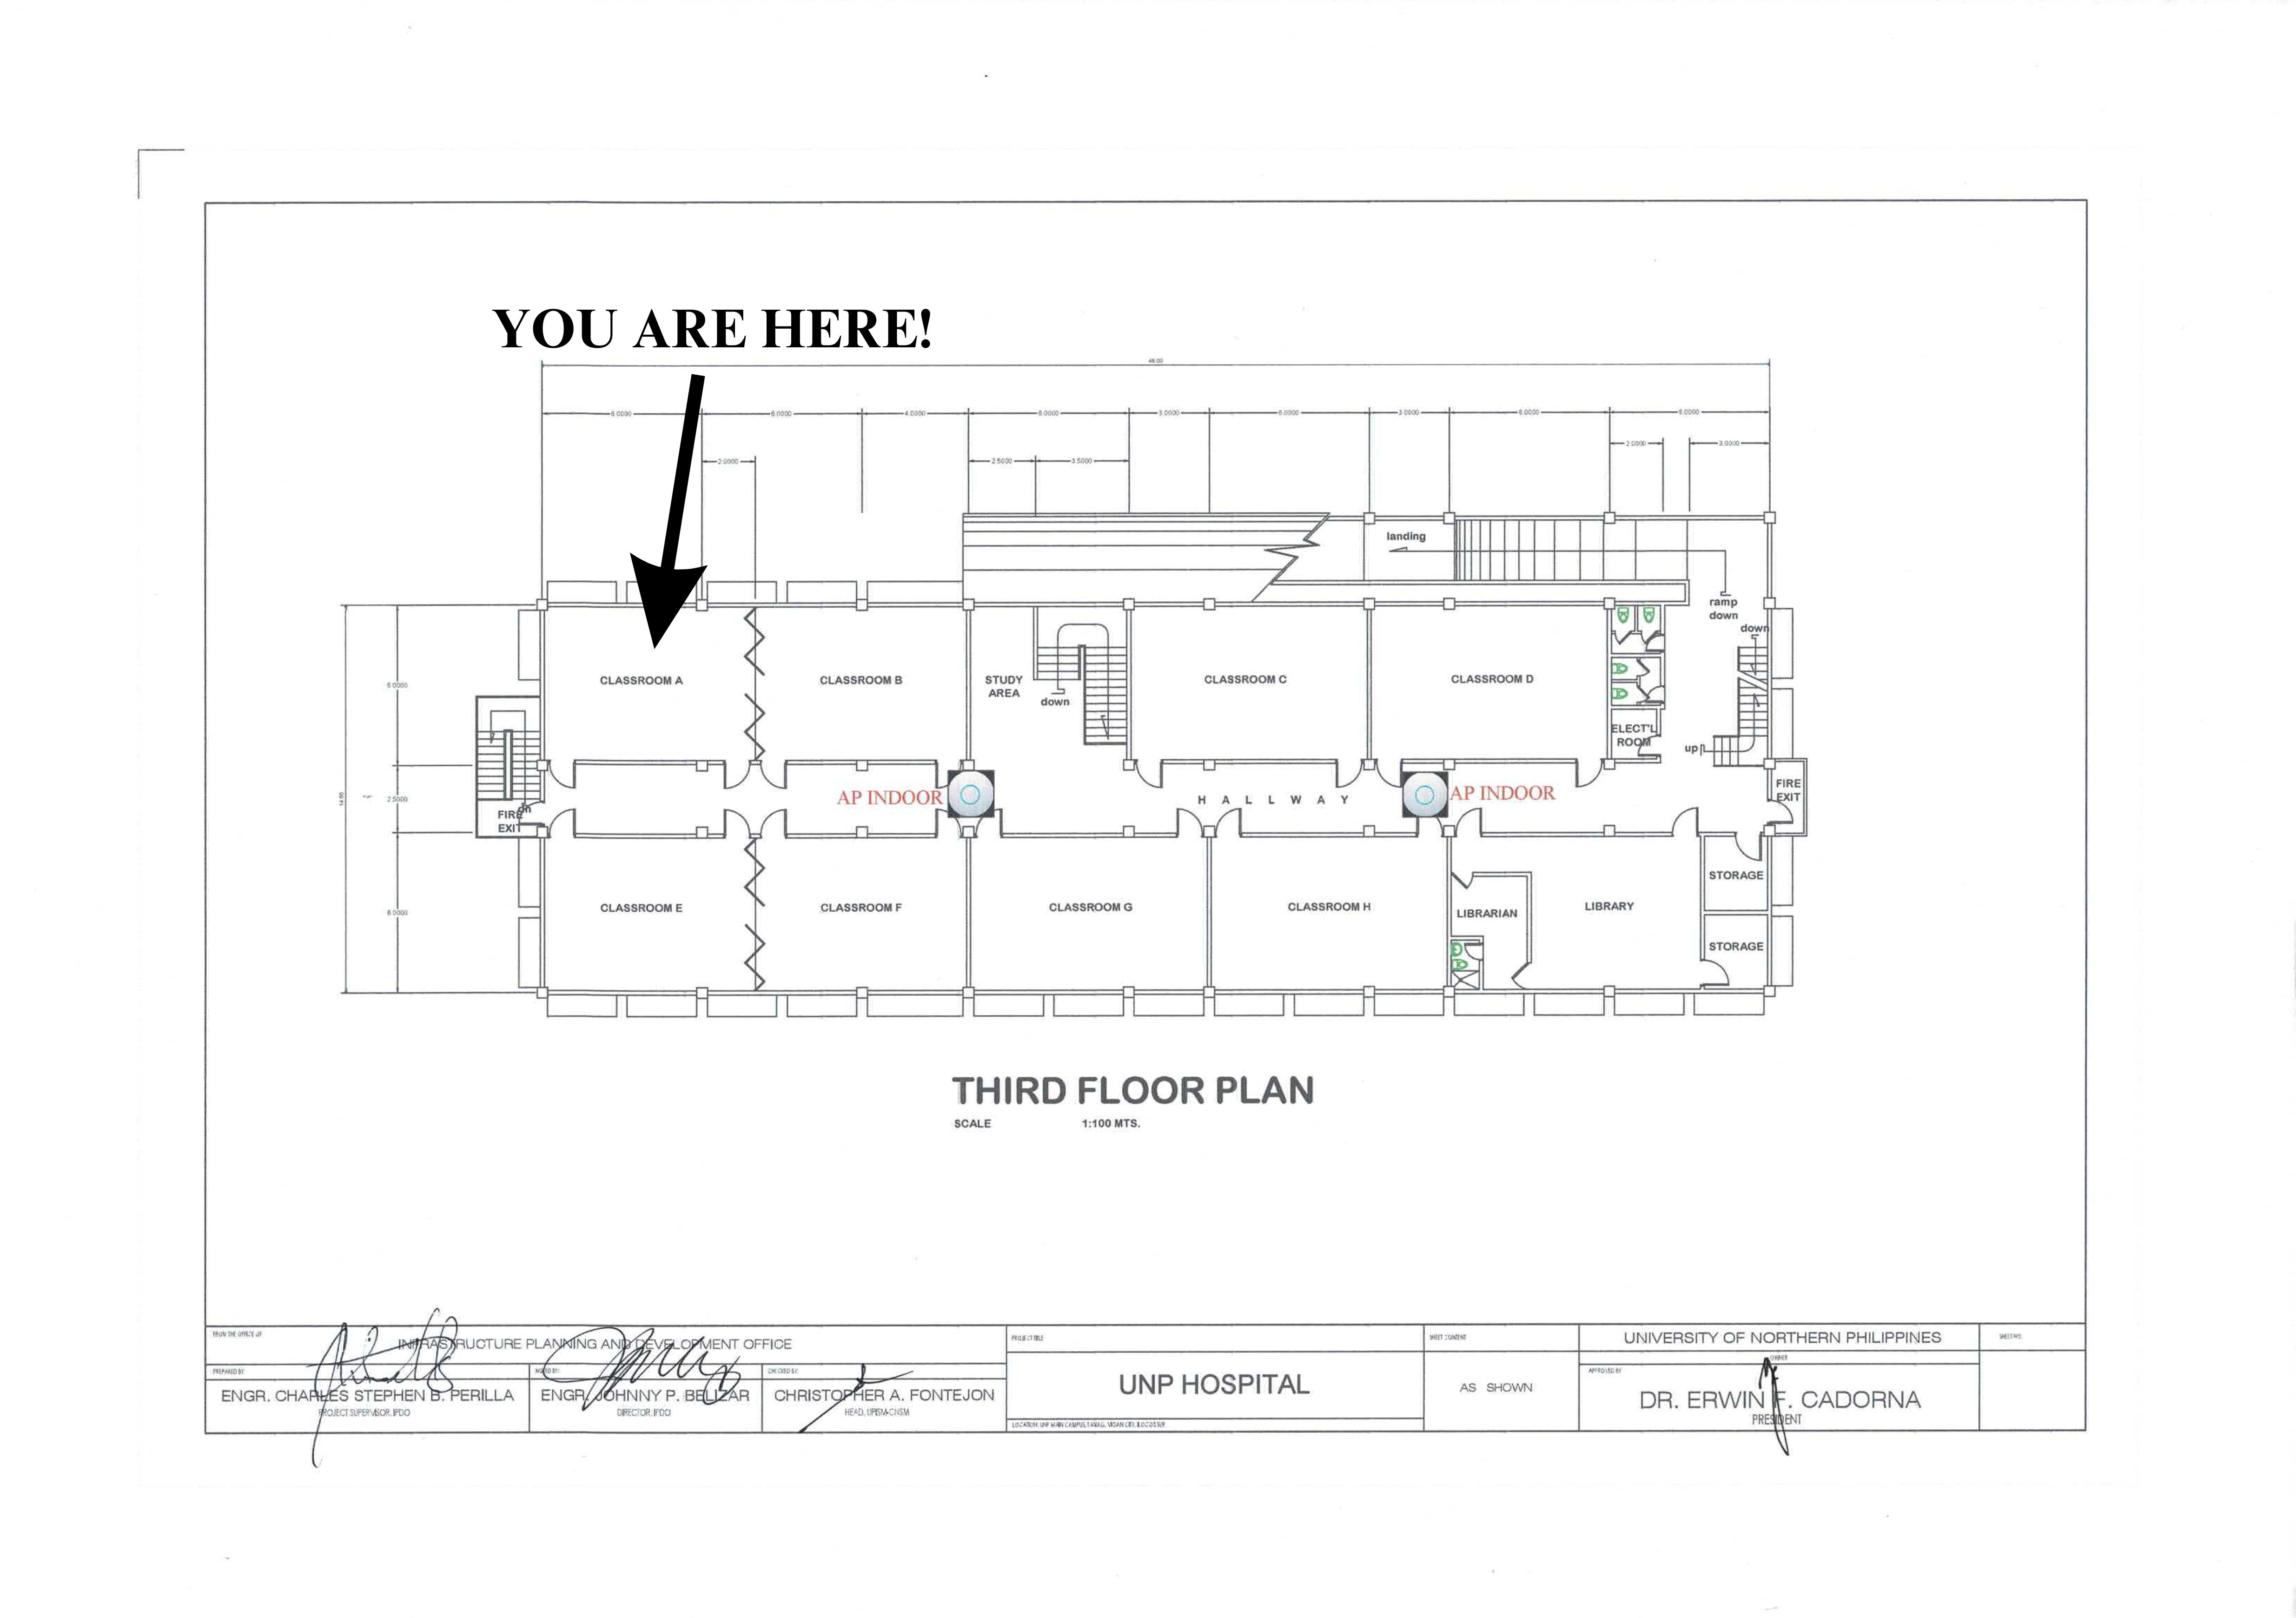 YOU ARE HERE!
48.00
6.0000 6.0000 4.0000 6.0000 3.0000 6.0000 3.0000 6.0000 6.0000
2.0000 3.0000
2.0000 2.5000 3.5000
landing
ramp
down
down
CLASSROOM A
CLASSROOM B
STUDY
AREA
down
CLASSROOM C
CLASSROOM D
6.0000
ELECT'L
ROOM
up
AP INDOOR
HALLWAY
AP INDOOR
FIRE
EXIT
14.50
2.5000
dn
FIRE
EXIT
STORAGE
CLASSROOM E
CLASSROOM F
CLASSROOM G
CLASSROOM H
LIBRARIAN
LIBRARY
6.0000
STORAGE
THIRD FLOOR PLAN
SCALE 1:100 MTS.
FROM THE OFFICE OF
INFRASTRUCTURE PLANNING AND DEVELOPMENT OFFICE
PREPARED BY:
ENGR. CHARLES STEPHEN B. PERILLA
PROJECT SUPERVISOR, IPDO
NOTED BY:
ENGR. JOHNNY P. BELIZAR
DIRECTOR, IPDO
CHECKED BY:
CHRISTOPHER A. FONTEJON
HEAD, UPISM-CNSM
PROJECT TITLE
UNP HOSPITAL
LOCATION: UNP MAIN CAMPUS, TAMAG, VIGAN CITY, ILOCOS SUR
SHEET CONTENT
AS SHOWN
UNIVERSITY OF NORTHERN PHILIPPINES
OWNER
APPROVED BY
DR. ERWIN F. CADORNA
PRESIDENT
SHEET NO.